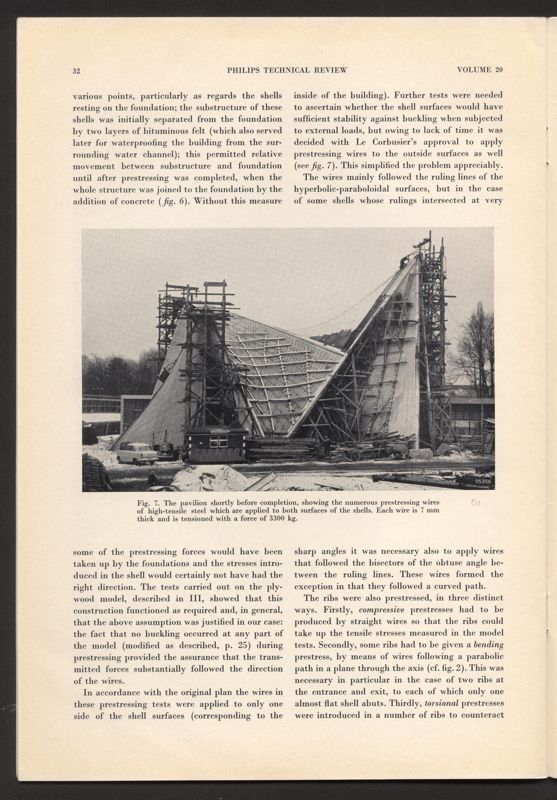 32
PHILIPS TECHNICAL REVIEW
VOLUME 20
various points, particularly as regards the shells
resting on the foundation; the substructure of these
shells was initially separated from the foundation
by two layers of bituminous felt (which also served
later for waterproofing the building from the sur-
rounding water channel); this permitted relative
movement between substructure and foundation
until after prestressing was completed, when the
whole structure was joined to the foundation by the
addition of concrete (fig. 6). Without this measure
inside of the building). Further tests were needed
to ascertain whether the shell surfaces would have
sufficient stability against buckling when subjected
to external loads, but owing to lack of time it was
decided with Le Corbusier's approval to apply
prestressing wires to the outside surfaces as well
(see fig. 7). This simplified the problem appreciably.
The wires mainly followed the ruling lines of the
hyperbolic-paraboloidal surfaces, but in the case
of some shells whose rulings intersected at very
95356
Fig. 7. The pavilion shortly before completion, showing the numerous prestressing wires
of high-tensile steel which are applied to both surfaces of the shells. Each wire is 7 mm
thick and is tensioned with a force of 3300 kg.
some of the prestressing forces would have been
taken up by the foundations and the stresses intro-
duced in the shell would certainly not have had the
right direction. The tests carried out on the ply-
wood model, described in III, showed that this
construction functioned as required and, in general,
that the above assumption was justified in our case:
the fact that no buckling occurred at any part of
the model (modified as described, p. 25) during
prestressing provided the assurance that the trans-
mitted forces substantially followed the direction
of the wires.
In accordance with the original plan the wires in
these prestressing tests were applied to only one
side of the shell surfaces (corresponding to the
sharp angles it was necessary also to apply wires
that followed the bisectors of the obtuse angle be-
tween the ruling lines. These wires formed the
exception in that they followed a curved path.
The ribs were also prestressed, in three distinct
ways. Firstly, compressive prestresses had to be
produced by straight wires so that the ribs could
take up the tensile stresses measured in the model
tests. Secondly, some ribs had to be given a bending
prestress, by means of wires following a parabolic
path in a plane through the axis (cf. fig. 2). This was
necessary in particular in the case of two ribs at
the entrance and exit, to each of which only one
almost flat shell abuts. Thirdly, torsional prestresses
were introduced in a number of ribs to counteract